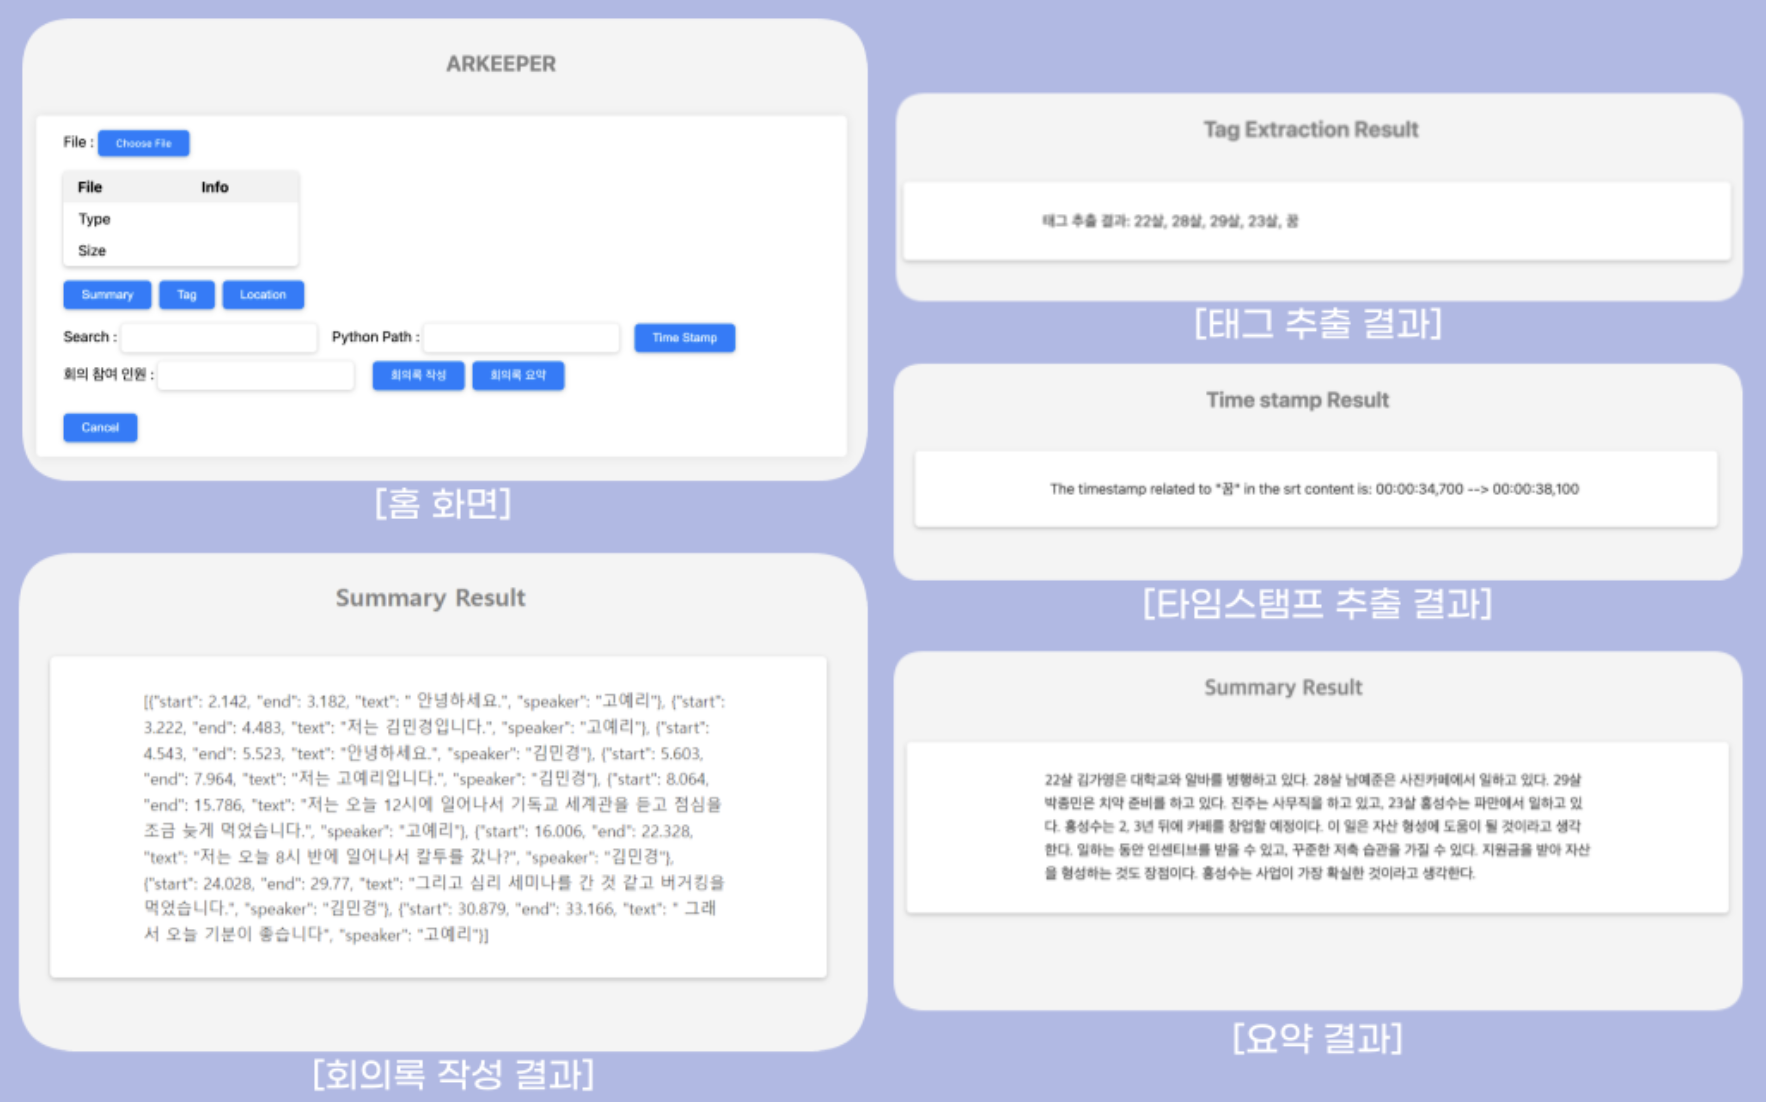 ARKEEPER
File : Choose File
File Info
Type
Size
Summary Tag Location
Search : Python Path : Time Stamp
회의 참여 인원 : 회의록 작성 회의록 요약
Cancel
[홈 화면]
Summary Result
[{"start": 2.142, "end": 3.182, "text": " 안녕하세요.", "speaker": "고예리"}, {"start":
3.222, "end": 4.483, "text": "저는 김민경입니다.", "speaker": "고예리"}, {"start":
4.543, "end": 5.523, "text": "안녕하세요.", "speaker": "김민경"}, {"start": 5.603,
"end": 7.964, "text": "저는 고예리입니다.", "speaker": "김민경"}, {"start": 8.064,
"end": 15.786, "text": "저는 오늘 12시에 일어나서 기독교 세계관을 듣고 점심을
조금 늦게 먹었습니다.", "speaker": "고예리"}, {"start": 16.006, "end": 22.328,
"text": "저는 오늘 8시 반에 일어나서 칼투를 갔나?", "speaker": "김민경"},
{"start": 24.028, "end": 29.77, "text": "그리고 심리 세미나를 간 것 같고 버거킹을
먹었습니다.", "speaker": "김민경"}, {"start": 30.879, "end": 33.166, "text": " 그래
서 오늘 기분이 좋습니다", "speaker": "고예리"}]
[회의록 작성 결과]
Tag Extraction Result
태그 추출 결과: 22살, 28살, 29살, 23살, 꿈
[태그 추출 결과]
Time stamp Result
The timestamp related to "꿈" in the srt content is: 00:00:34,700 --> 00:00:38,100
[타임스탬프 추출 결과]
Summary Result
22살 김가영은 대학교와 알바를 병행하고 있다. 28살 남예준은 사진카페에서 일하고 있다. 29살
박종민은 치약 준비를 하고 있다. 진주는 사무직을 하고 있고, 23살 홍성수는 파만에서 일하고 있
다. 홍성수는 2, 3년 뒤에 카페를 창업할 예정이다. 이 일은 자산 형성에 도움이 될 것이라고 생각
한다. 일하는 동안 인센티브를 받을 수 있고, 꾸준한 저축 습관을 가질 수 있다. 지원금을 받아 자산
을 형성하는 것도 장점이다. 홍성수는 사업이 가장 확실한 것이라고 생각한다.
[요약 결과]